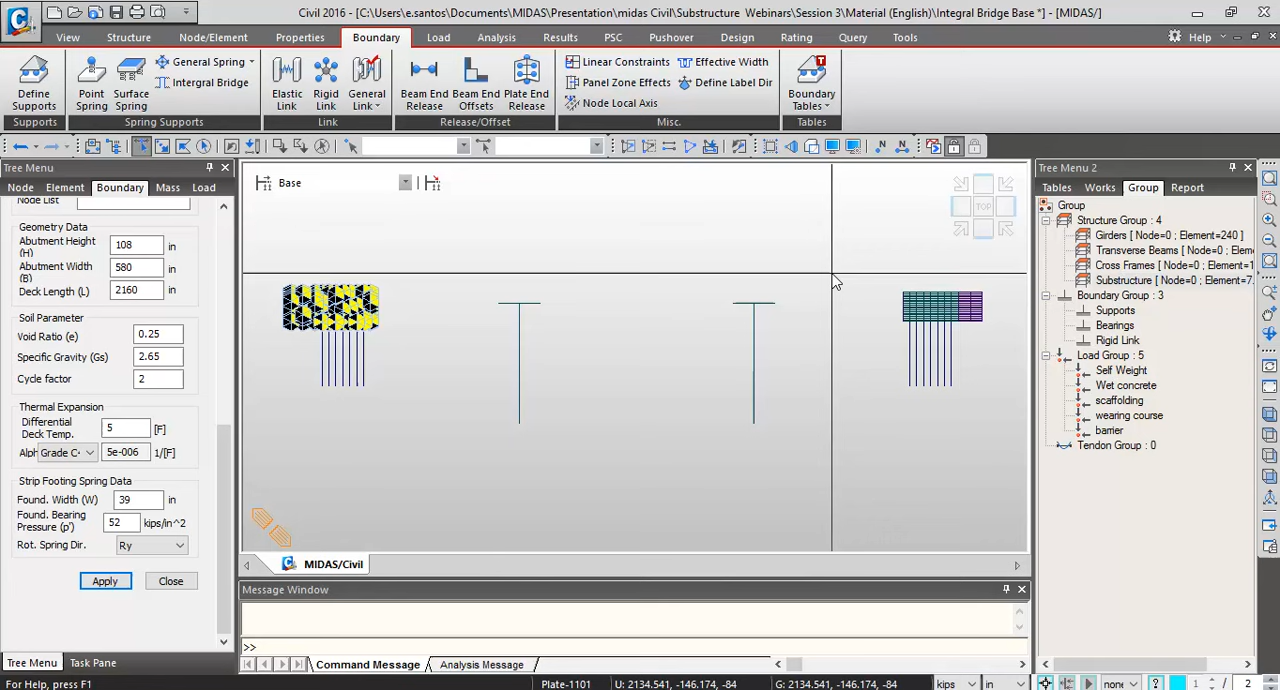 Civil 2016 - [C:\Users\e.santos\Documents\MIDAS\Presentation\midas Civil\Substructure Webinars\Session 3\Material (English)\Integral Bridge Base *] - [MIDAS/]
View Structure Node/Element Properties Boundary Load Analysis Results PSC Pushover Design Rating Query Tools Help
Define Supports
Point Spring
Surface Spring
General Spring
Intergral Bridge
Elastic Link
Rigid Link
General Link
Beam End Release
Beam End Offsets
Plate End Release
Linear Constraints
Effective Width
Panel Zone Effects
Define Label Dir
Node Local Axis
Boundary Tables
Supports Spring Supports Link Release/Offset Misc. Tables
Tree Menu
Node Element Boundary Mass Load
Node List
Geometry Data
Abutment Height (H) 108 in
Abutment Width (B) 580 in
Deck Length (L) 2160 in
Soil Parameter
Void Ratio (e) 0.25
Specific Gravity (Gs) 2.65
Cycle factor 2
Thermal Expansion
Differential Deck Temp. 5 [F]
Alph Grade C 5e-006 1/[F]
Strip Footing Spring Data
Found. Width (W) 39 in
Found. Bearing Pressure (p') 52 kips/in^2
Rot. Spring Dir. Ry
Apply Close
Tree Menu Task Pane
Base
TOP
MIDAS/Civil
Message Window
>>
Command Message Analysis Message
Tree Menu 2
Tables Works Group Report
Group
Structure Group : 4
Girders [ Node=0 ; Element=240 ]
Transverse Beams [ Node=0 ; Eleme
Cross Frames [ Node=0 ; Element=1
Substructure [ Node=0 ; Element=7
Boundary Group : 3
Supports
Bearings
Rigid Link
Load Group : 5
Self Weight
Wet concrete
scaffolding
wearing course
barrier
Tendon Group : 0
For Help, press F1
Plate-1101
U: 2134.541, -146.174, -84
G: 2134.541, -146.174, -84
kips
in
none
1 / 2